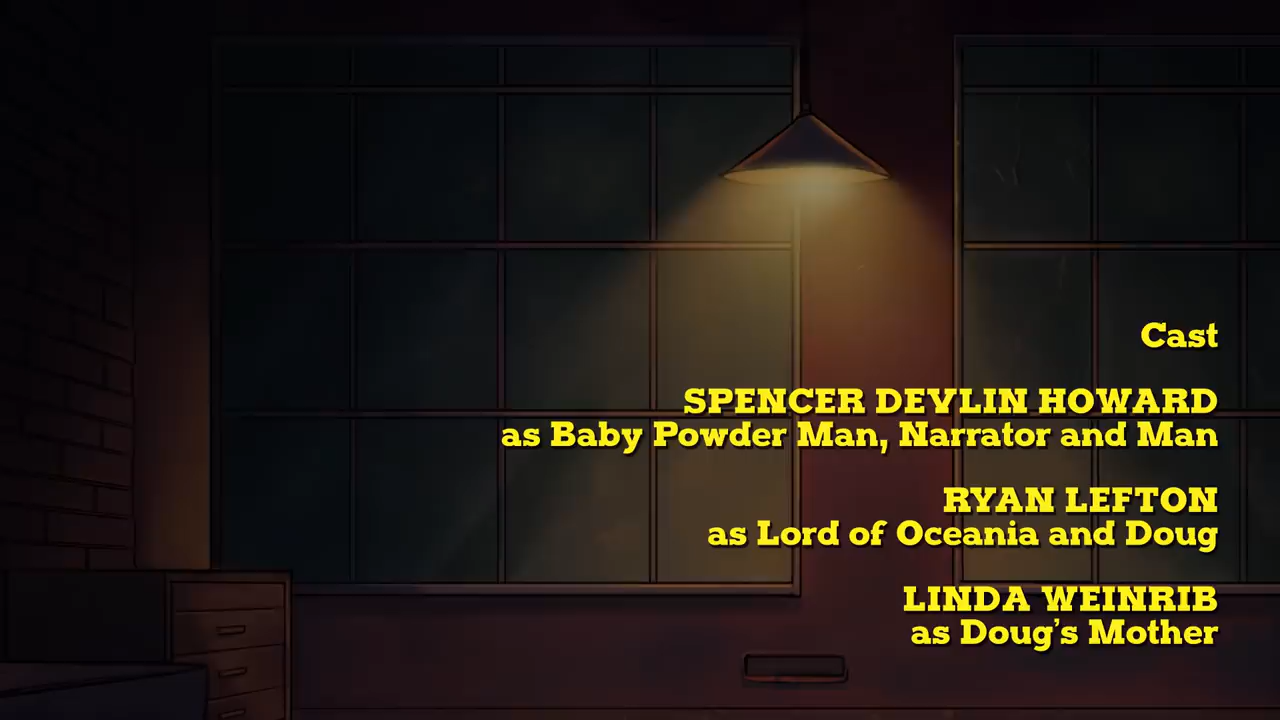 Cast
SPENCER DEVLIN HOWARD
as Baby Powder Man, Narrator and Man
RYAN LEFTON
as Lord of Oceania and Doug
LINDA WEINRIB
as Doug's Mother